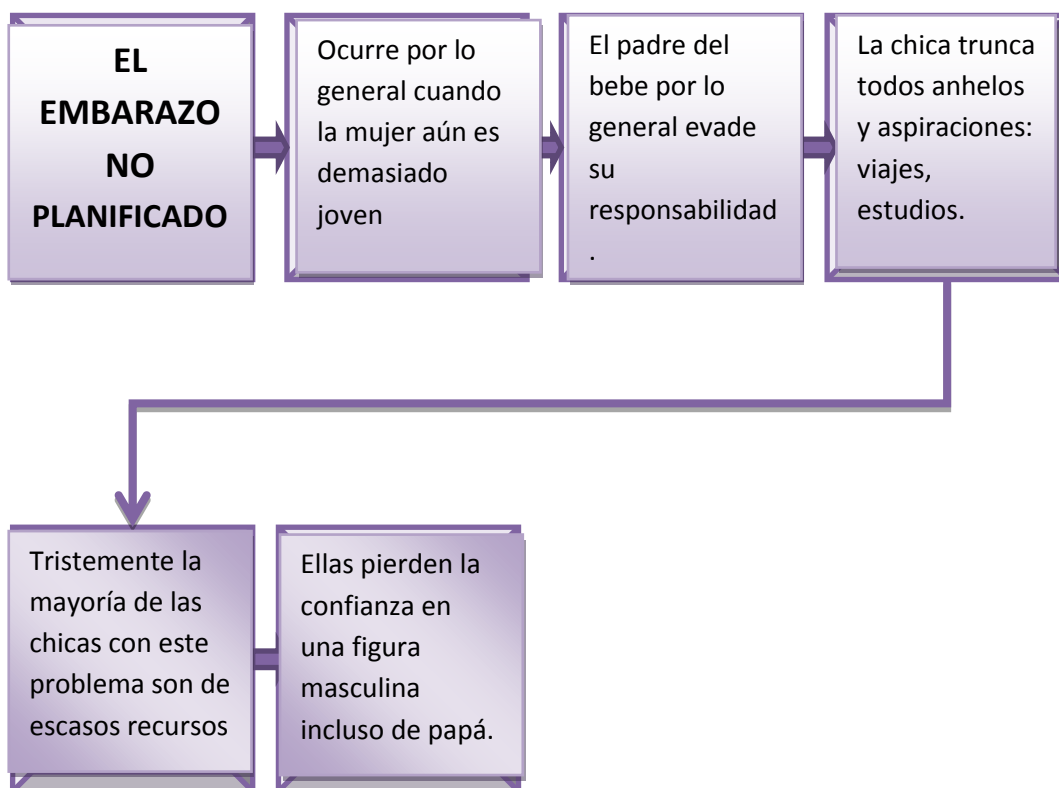 EL
EMBARAZO
NO
PLANIFICADO
Ocurre por lo
general cuando
la mujer aún es
demasiado
joven
El padre del
bebe por lo
general evade
su
responsabilidad
.
La chica trunca
todos anhelos
y aspiraciones:
viajes,
estudios.
Tristemente la
mayoría de las
chicas con este
problema son de
escasos recursos
Ellas pierden la
confianza en
una figura
masculina
incluso de papá.